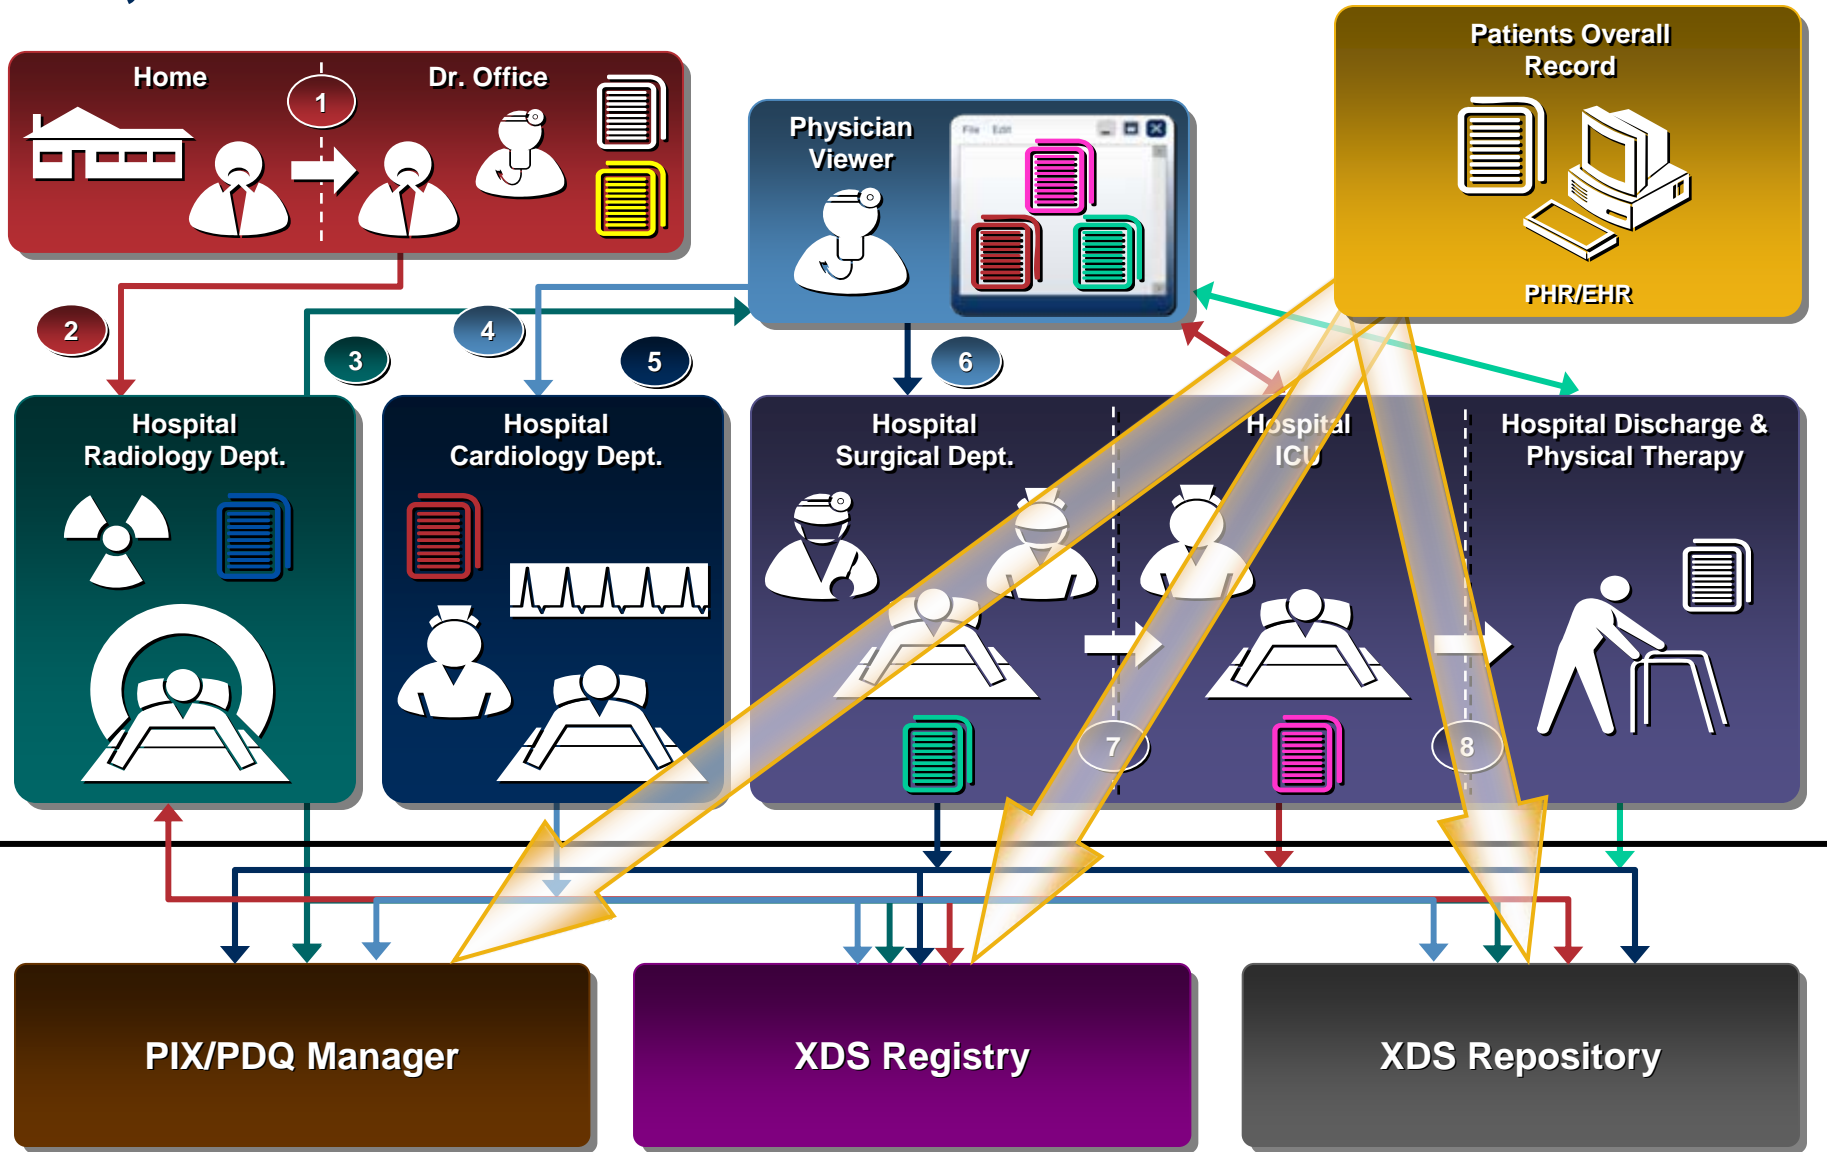 Patients Overall
Record
Home
1
Dr. Office
Physician
Viewer
File Edit
PHR/EHR
2
3
4
5
6
Hospital
Radiology Dept.
Hospital
Cardiology Dept.
Hospital
Surgical Dept.
Hospital
ICU
Hospital Discharge &
Physical Therapy
7
8
PIX/PDQ Manager
XDS Registry
XDS Repository